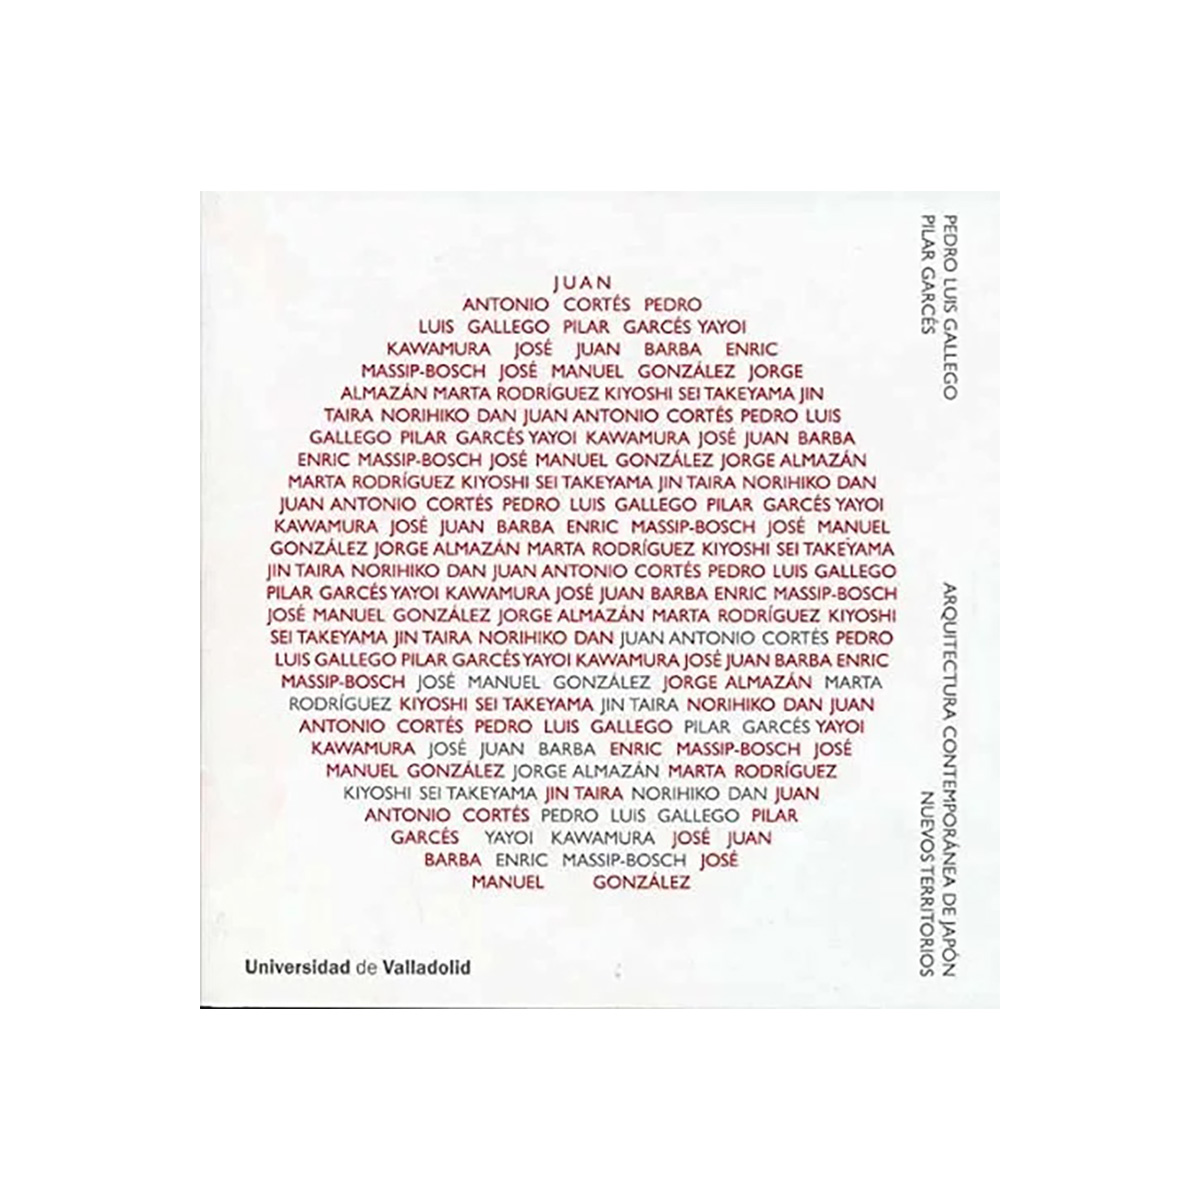 JUAN
ANTONIO CORTÉS PEDRO
LUIS GALLEGO PILAR GARCÉS YAYOI
KAWAMURA JOSÉ JUAN BARBA ENRIC
MASSIP-BOSCH JOSÉ MANUEL GONZÁLEZ JORGE
ALMAZÁN MARTA RODRÍGUEZ KIYOSHI SEI TAKEYAMA JIN
TAIRA NORIHIKO DAN JUAN ANTONIO CORTÉS PEDRO LUIS
GALLEGO PILAR GARCÉS YAYOI KAWAMURA JOSÉ JUAN BARBA
ENRIC MASSIP-BOSCH JOSÉ MANUEL GONZÁLEZ JORGE ALMAZÁN
MARTA RODRÍGUEZ KIYOSHI SEI TAKEYAMA JIN TAIRA NORIHIKO DAN
JUAN ANTONIO CORTÉS PEDRO LUIS GALLEGO PILAR GARCÉS YAYOI
KAWAMURA JOSÉ JUAN BARBA ENRIC MASSIP-BOSCH JOSÉ MANUEL
GONZÁLEZ JORGE ALMAZÁN MARTA RODRÍGUEZ KIYOSHI SEI TAKEYAMA
JIN TAIRA NORIHIKO DAN JUAN ANTONIO CORTÉS PEDRO LUIS GALLEGO
PILAR GARCÉS YAYOI KAWAMURA JOSÉ JUAN BARBA ENRIC MASSIP-BOSCH
JOSÉ MANUEL GONZÁLEZ JORGE ALMAZÁN MARTA RODRÍGUEZ KIYOSHI
SEI TAKEYAMA JIN TAIRA NORIHIKO DAN JUAN ANTONIO CORTÉS PEDRO
LUIS GALLEGO PILAR GARCÉS YAYOI KAWAMURA JOSÉ JUAN BARBA ENRIC
MASSIP-BOSCH JOSÉ MANUEL GONZÁLEZ JORGE ALMAZÁN MARTA
RODRÍGUEZ KIYOSHI SEI TAKEYAMA JIN TAIRA NORIHIKO DAN JUAN
ANTONIO CORTÉS PEDRO LUIS GALLEGO PILAR GARCÉS YAYOI
KAWAMURA JOSÉ JUAN BARBA ENRIC MASSIP-BOSCH JOSÉ
MANUEL GONZÁLEZ JORGE ALMAZÁN MARTA RODRÍGUEZ
KIYOSHI SEI TAKEYAMA JIN TAIRA NORIHIKO DAN JUAN
ANTONIO CORTÉS PEDRO LUIS GALLEGO PILAR
GARCÉS YAYOI KAWAMURA JOSÉ JUAN
BARBA ENRIC MASSIP-BOSCH JOSÉ
MANUEL GONZÁLEZ
PEDRO LUIS GALLEGO
PILAR GARCÉS
ARQUITECTURA CONTEMPORÁNEA DE JAPÓN
NUEVOS TERRITORIOS
Universidad de Valladolid